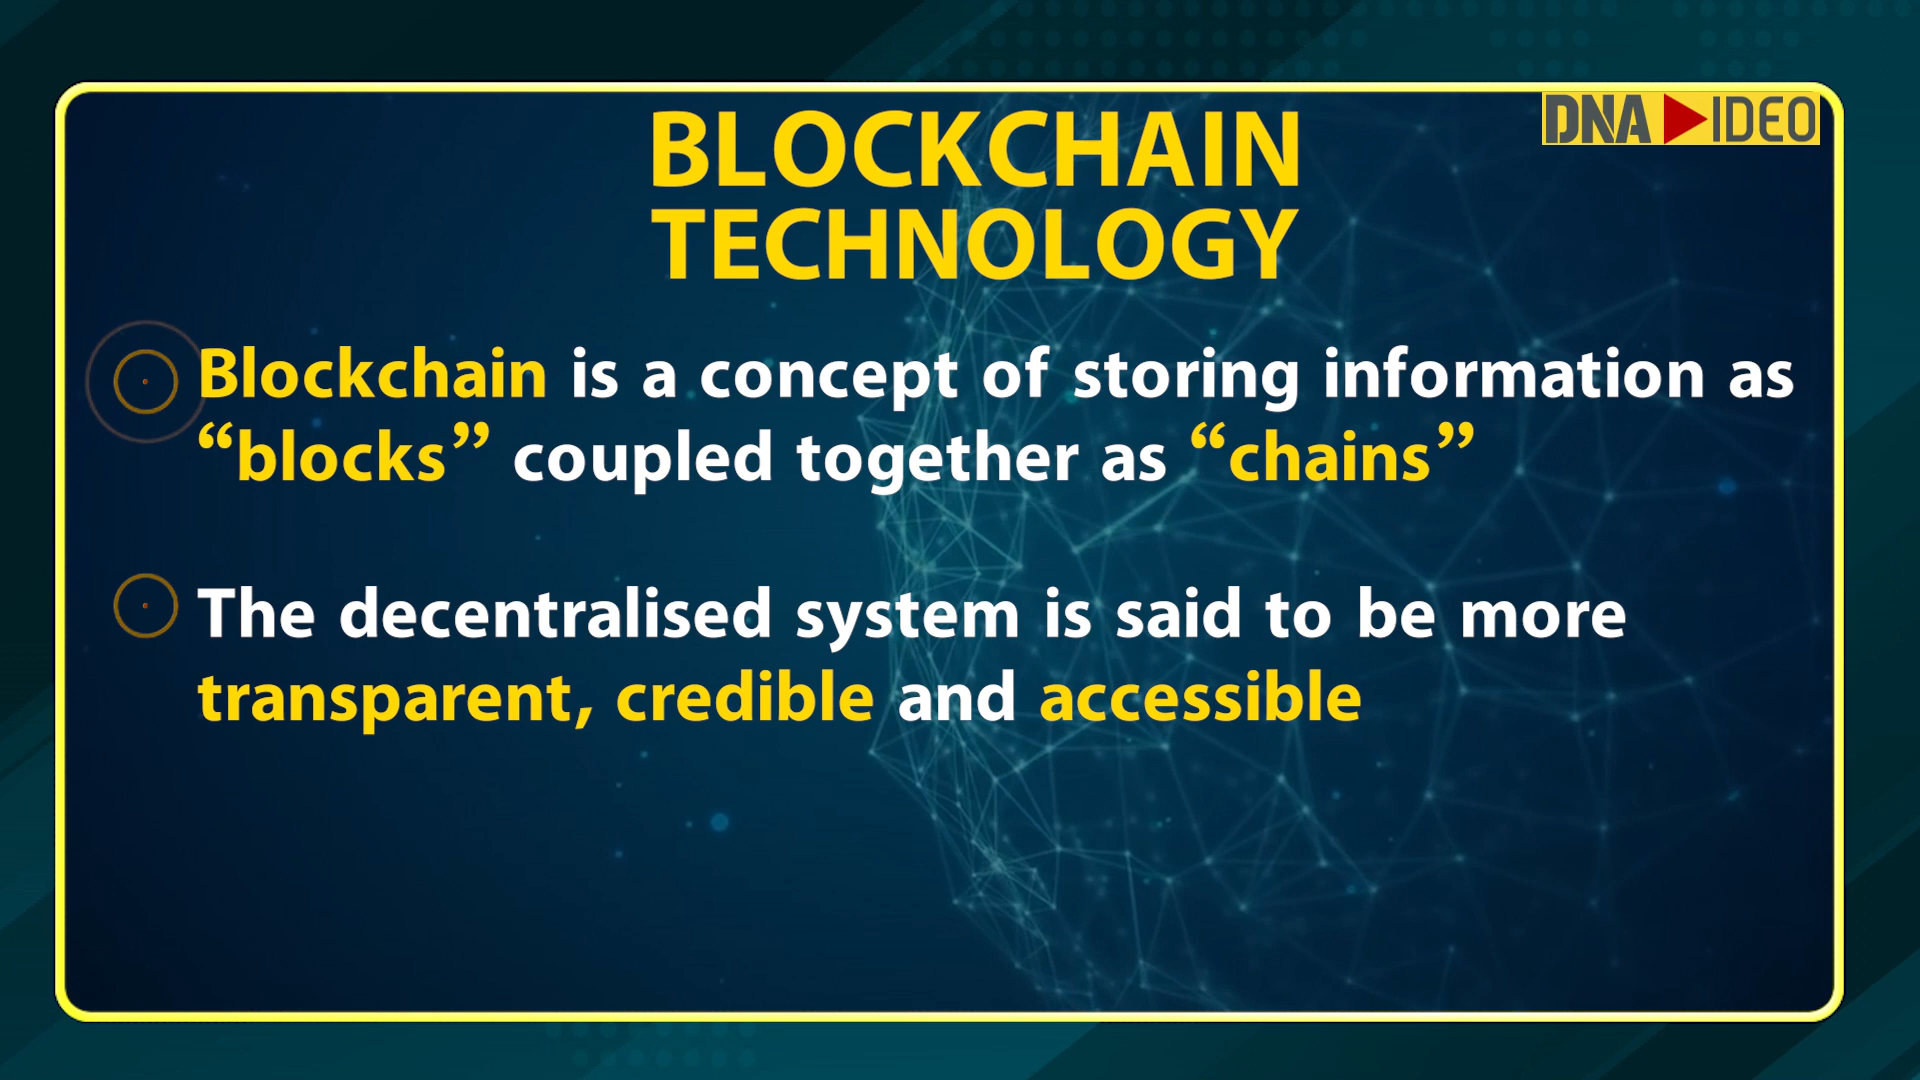 DNA IDEO
BLOCKCHAIN
TECHNOLOGY
Blockchain is a concept of storing information as
“blocks” coupled together as “chains”
The decentralised system is said to be more
transparent, credible and accessible